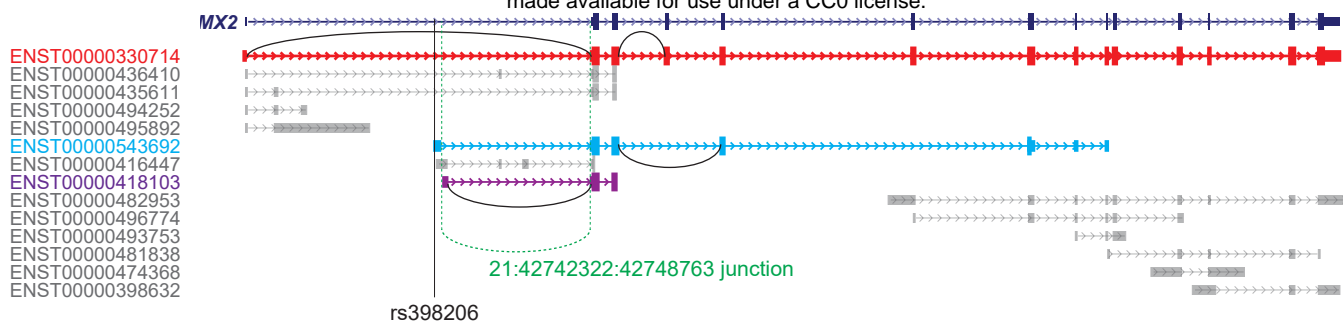 made available for use under a CC0 license.
MX2
ENST00000330714
ENST00000436410
ENST00000435611
ENST00000494252
ENST00000495892
ENST00000543692
ENST00000416447
ENST00000418103
ENST00000482953
ENST00000496774
ENST00000493753
ENST00000481838
ENST00000474368
ENST00000398632
21:42742322:42748763 junction
rs398206